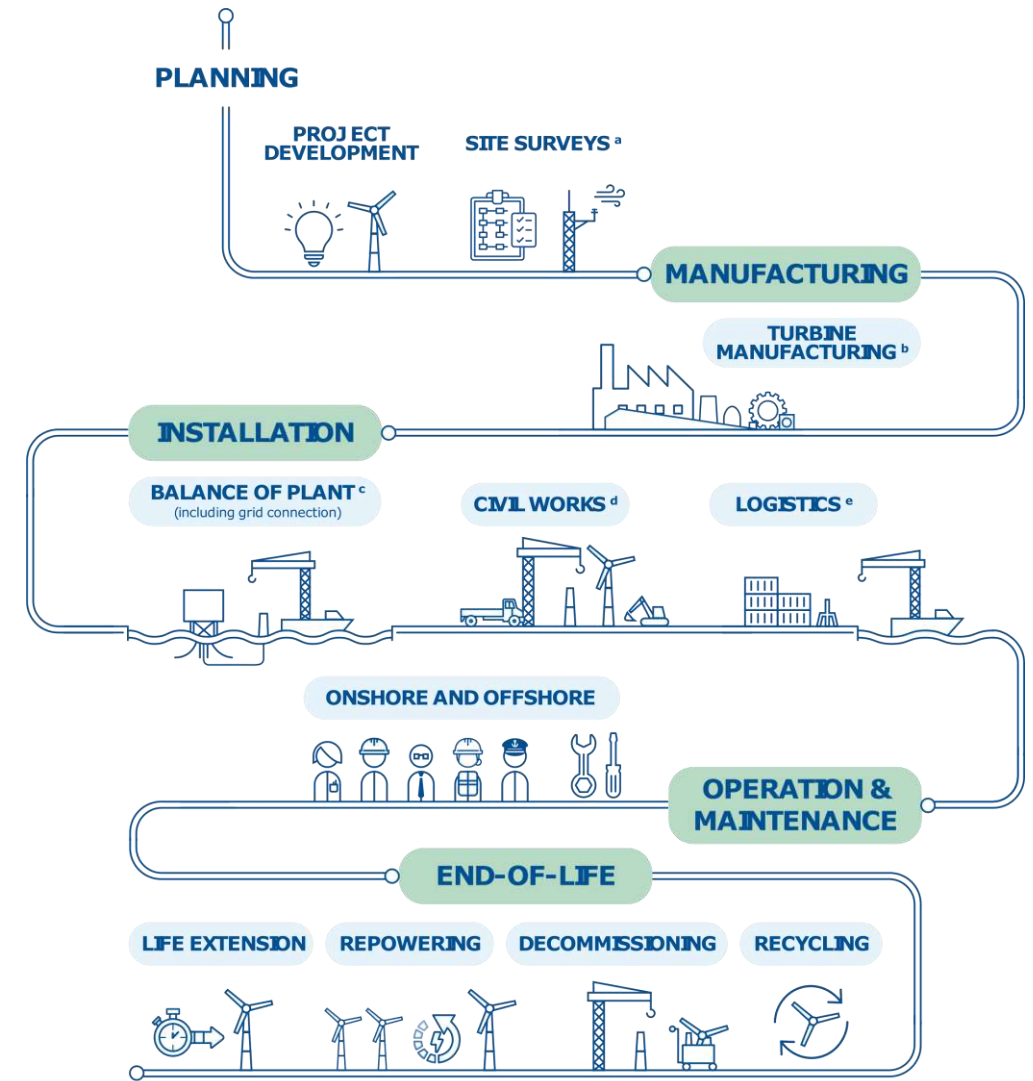 PLANNING
PROJECT
DEVELOPMENT
SITE SURVEYS a
MANUFACTURING
TURBINE
MANUFACTURING b
INSTALLATION
BALANCE OF PLANT c
(including grid connection)
CIVIL WORKS d
LOGISTICS e
ONSHORE AND OFFSHORE
OPERATION &
MAINTENANCE
END-OF-LIFE
LIFE EXTENSION
REPOWERING
DECOMMISSIONING
RECYCLING